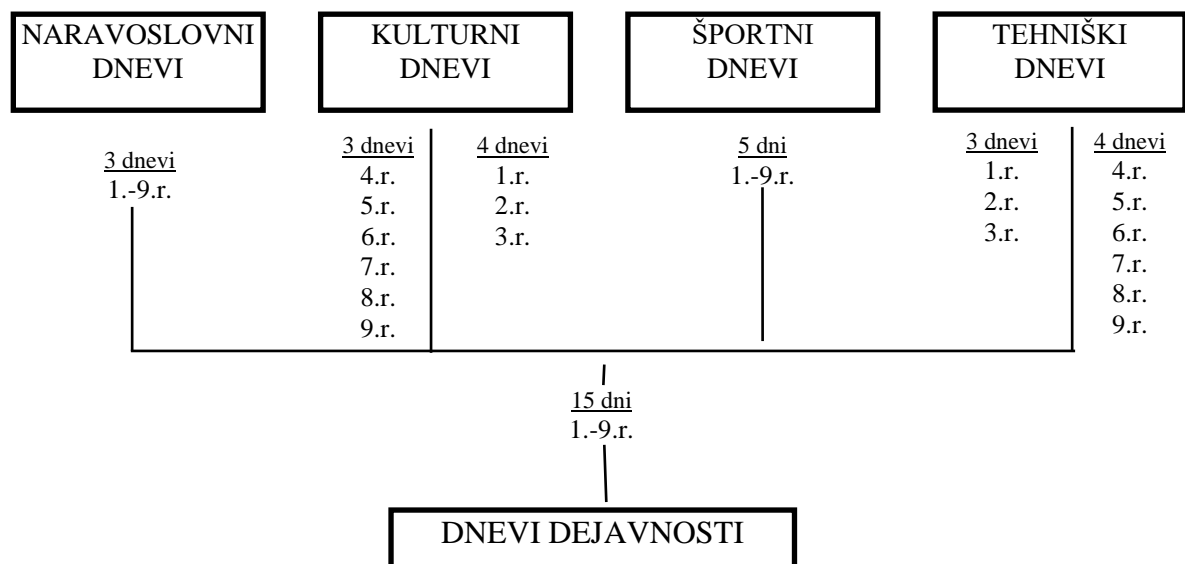 NARAVOSLOVNI
DNEVI
KULTURNI
DNEVI
ŠPORTNI
DNEVI
TEHNIŠKI
DNEVI
3 dnevi
1.-9.r.
3 dnevi
4.r.
5.r.
6.r.
7.r.
8.r.
9.r.
4 dnevi
1.r.
2.r.
3.r.
5 dni
1.-9.r.
3 dnevi
1.r.
2.r.
3.r.
4 dnevi
4.r.
5.r.
6.r.
7.r.
8.r.
9.r.
15 dni
1.-9.r.
DNEVI DEJAVNOSTI